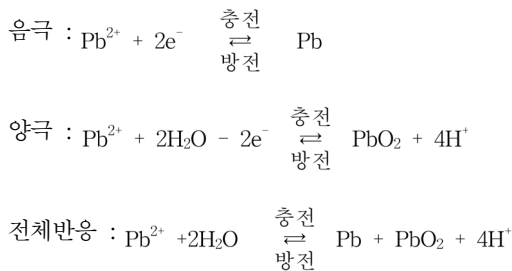 음극 : Pb²⁺ + 2e⁻ 충전 ⇄ 방전 Pb
양극 : Pb²⁺ + 2H₂O − 2e⁻ 충전 ⇄ 방전 PbO₂ + 4H⁺
전체반응 : Pb²⁺ +2H₂O 충전 ⇄ 방전 Pb + PbO₂ + 4H⁺